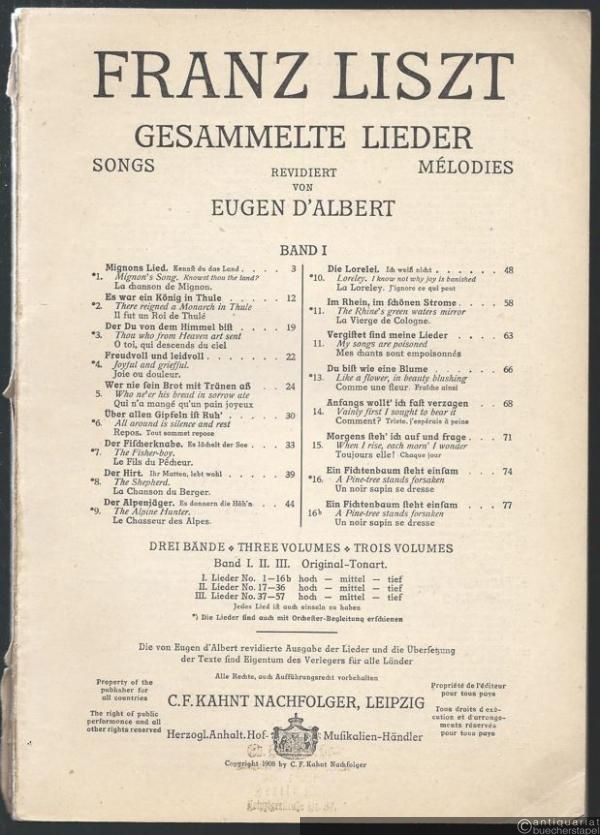 FRANZ LISZT
GESAMMELTE LIEDER
SONGS
MÉLODIES
REVIDIERT
VON
EUGEN D'ALBERT
BAND I
Mignons Lied. Kennst du das Land . . . . 3
*1. Mignon's Song. Knowst thou the land?
La chanson de Mignon.
Es war ein König in Thule . . . . . 12
*2. There reigned a Monarch in Thule
Il fut un Roi de Thulé
Der Du von dem Himmel bist . . . . 19
*3. Thou who from Heaven art sent
O toi, qui descends du ciel
Freudvoll und leidvoll . . . . . . . 22
*4. Joyful and griefful.
Joie ou douleur.
Wer nie sein Brot mit Tränen aß . . 24
5. Who ne'er his bread in sorrow ate
Qui n'a mangé qu'un pain joyeux
Über allen Gipfeln ist Ruh' . . . . . 30
*6. All around is silence and rest
Repos. Tout sommet repose
Der Fischerknabe. Es lächelt der See . . . 33
*7. The Fisher-boy.
Le Fils du Pêcheur.
Der Hirt. Ihr Matten, lebt wohl . . . . . 39
*8. The Shepherd.
La Chanson du Berger.
Der Alpenjäger. Es donnern die Höh'n . . . 44
*9. The Alpine Hunter.
Le Chasseur des Alpes.
Die Lorelei. Ich weiß nicht . . . . . . 48
*10. Loreley. I know not why joy is banished
La Loreley. J'ignore ce qui peut
Im Rhein, im schönen Strome . . . . 58
*11. The Rhine's green waters mirror
La Vierge de Cologne.
Vergiftet sind meine Lieder . . . . 63
11. My songs are poisoned
Mes chants sont empoisonnés
Du bist wie eine Blume . . . . . . 66
*13. Like a flower, in beauty blushing
Comme une fleur. Fraîche ainsi
Anfangs wollt' ich fast verzagen . . 68
14. Vainly first I sought to bear it
Comment? Triste, j'espérais à peine
Morgens steh' ich auf und frage . . . 71
15. When I rise, each morn' I wonder
Toujours elle! Chaque jour
Ein Fichtenbaum steht einsam . . . 74
*16. A Pine-tree stands forsaken
Un noir sapin se dresse
Ein Fichtenbaum steht einsam . . . 77
16b A Pine-tree stands forsaken
Un noir sapin se dresse
DREI BÄNDE ❖ THREE VOLUMES ❖ TROIS VOLUMES
Band I. II. III. Original-Tonart.
I. Lieder No. 1–16b hoch – mittel – tief
II. Lieder No. 17–36 hoch – mittel – tief
III. Lieder No. 37–57 hoch – mittel – tief
Jedes Lied ist auch einzeln zu haben
*) Die Lieder sind auch mit Orchester-Begleitung erschienen
Die von Eugen d'Albert revidierte Ausgabe der Lieder und die Übersetzung
der Texte sind Eigentum des Verlegers für alle Länder
Alle Rechte, auch Aufführungsrecht vorbehalten
Property of the
publisher for
all countries
The right of public
performance and all
other rights reserved
C.F. KAHNT NACHFOLGER, LEIPZIG
Herzogl. Anhalt. Hof- Musikalien-Händler
Copyright 1908 by C. F. Kahnt Nachfolger
Propriété de l'éditeur
pour tous pays
Tous droits d'exé-
cution et d'arrange-
ments réservés
pour tous pays
antiquariat
buecherstapel